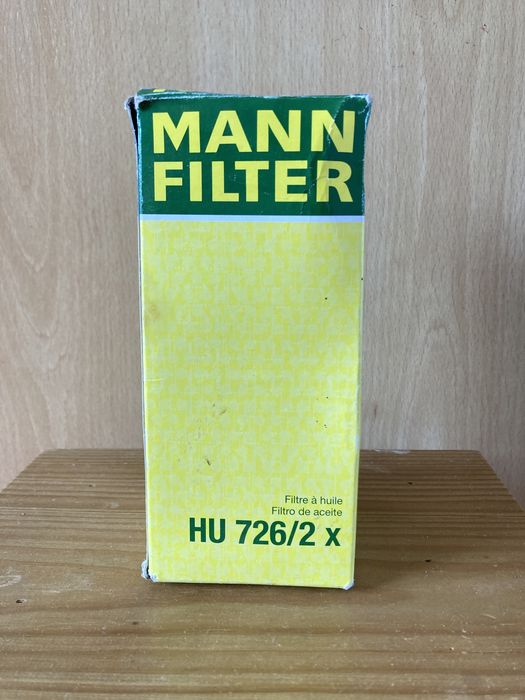 MANN
FILTER
Filtre à huile
Filtro de aceite
HU 726/2 x